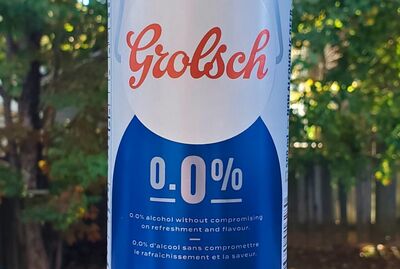 Grolsch
0.0%
0.0% alcohol without compromising
on refreshment and flavour.
0.0% d'alcool sans compromettre
le rafraîchissement et la saveur.